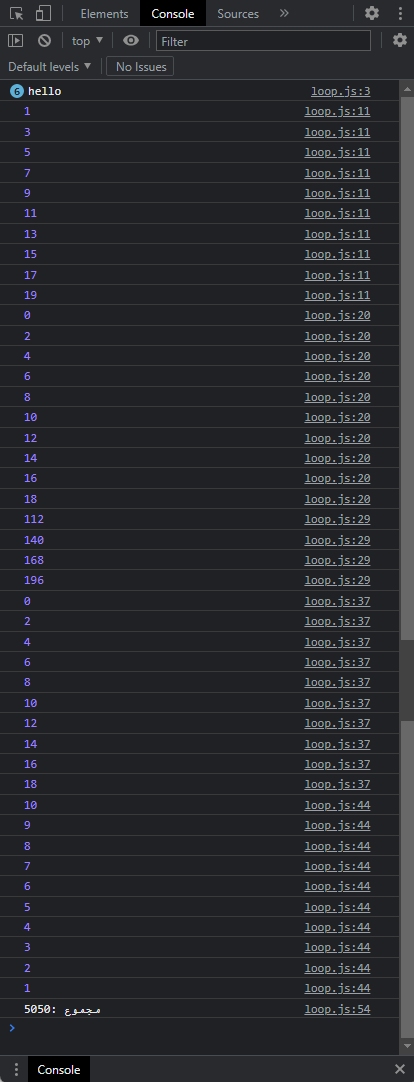 Elements Console Sources
top Filter
Default levels No Issues
6 hello loop.js:3
1 loop.js:11
3 loop.js:11
5 loop.js:11
7 loop.js:11
9 loop.js:11
11 loop.js:11
13 loop.js:11
15 loop.js:11
17 loop.js:11
19 loop.js:11
0 loop.js:20
2 loop.js:20
4 loop.js:20
6 loop.js:20
8 loop.js:20
10 loop.js:20
12 loop.js:20
14 loop.js:20
16 loop.js:20
18 loop.js:20
112 loop.js:29
140 loop.js:29
168 loop.js:29
196 loop.js:29
0 loop.js:37
2 loop.js:37
4 loop.js:37
6 loop.js:37
8 loop.js:37
10 loop.js:37
12 loop.js:37
14 loop.js:37
16 loop.js:37
18 loop.js:37
10 loop.js:44
9 loop.js:44
8 loop.js:44
7 loop.js:44
6 loop.js:44
5 loop.js:44
4 loop.js:44
3 loop.js:44
2 loop.js:44
1 loop.js:44
مجموع :5050 loop.js:54
Console